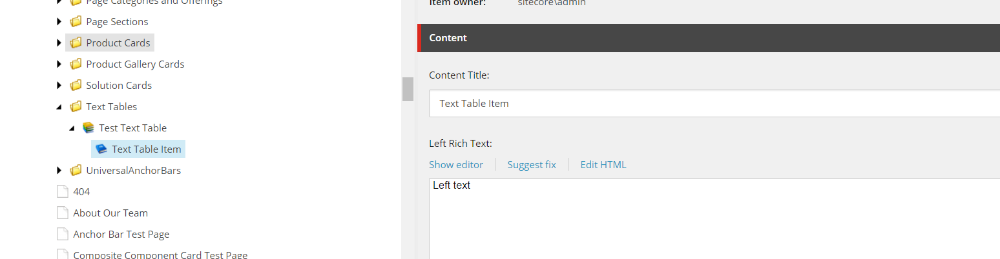 Page Categories and Offerings
Page Sections
Product Cards
Product Gallery Cards
Solution Cards
Text Tables
Test Text Table
Text Table Item
UniversalAnchorBars
404
About Our Team
Anchor Bar Test Page
Composite Component Card Test Page
Item owner: sitecore\admin
Content
Content Title:
Text Table Item
Left Rich Text:
Show editor Suggest fix Edit HTML
Left text